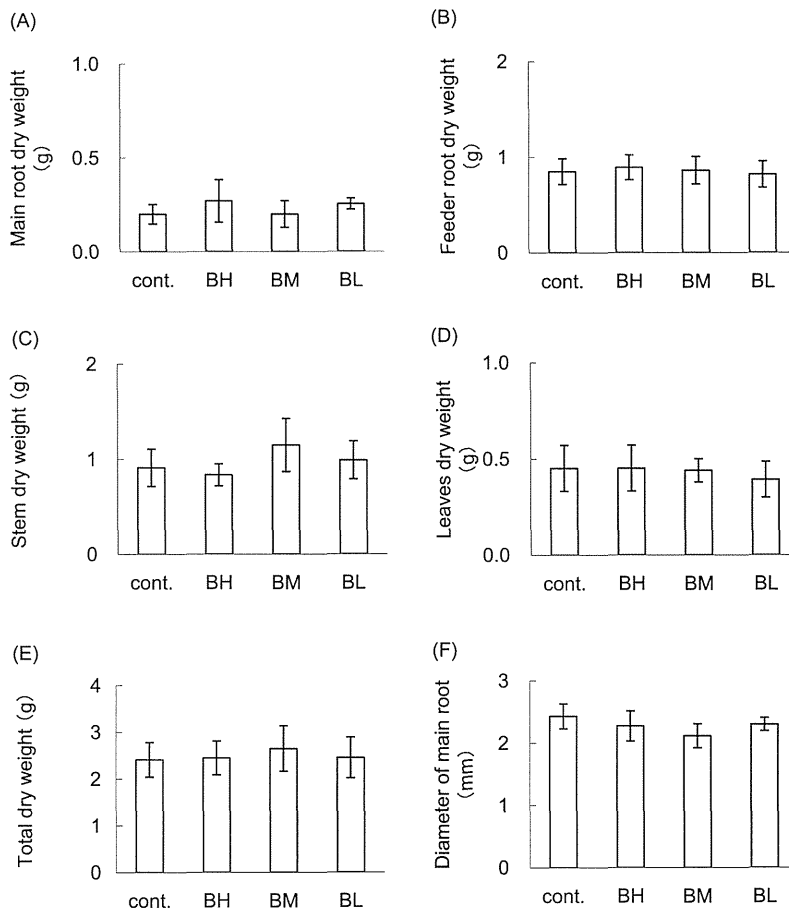 (A)
Main root dry weight
(g)
1.0
0.5
0.0
cont. BH BM BL
(B)
Feeder root dry weight
(g)
2
1
0
cont. BH BM BL
(C)
Stem dry weight (g)
2
1
0
cont. BH BM BL
(D)
Leaves dry weight
(g)
1.0
0.5
0.0
cont. BH BM BL
(E)
Total dry weight (g)
4
3
2
1
0
cont. BH BM BL
(F)
Diameter of main root
(mm)
3
2
1
0
cont. BH BM BL